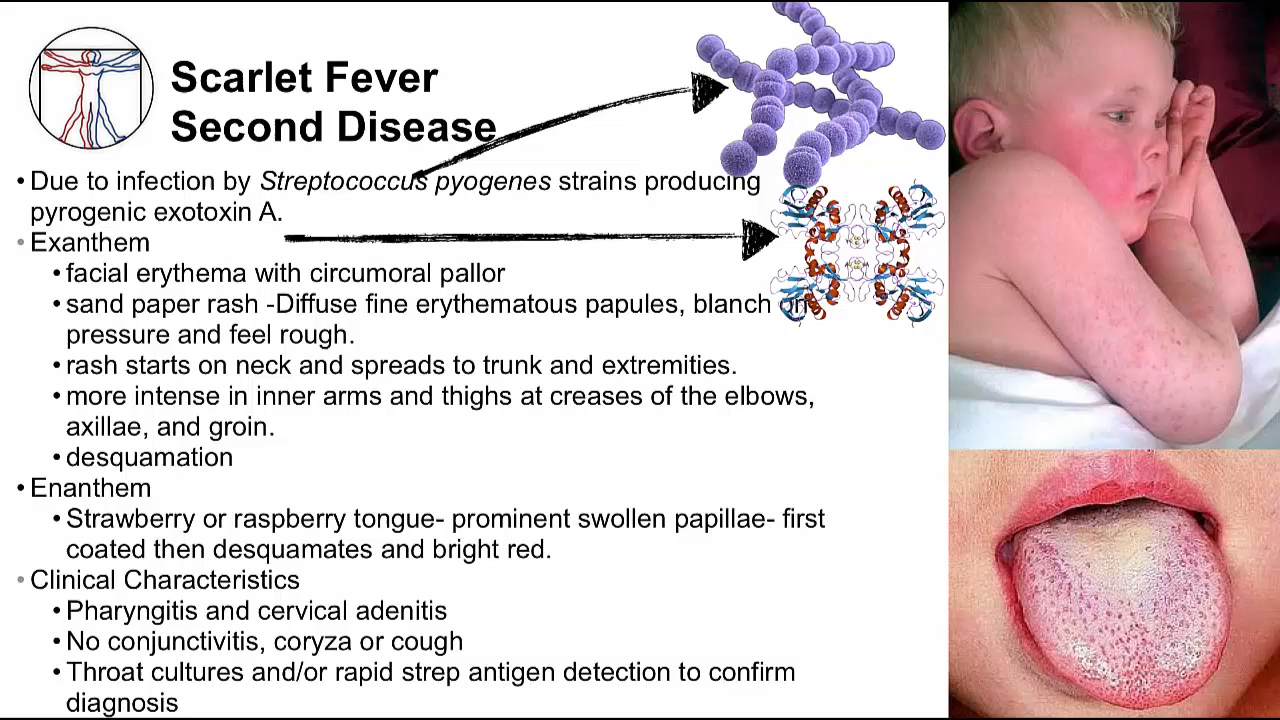 Scarlet Fever
Second Disease
• Due to infection by Streptococcus pyogenes strains producing
pyrogenic exotoxin A.
• Exanthem
• facial erythema with circumoral pallor
• sand paper rash -Diffuse fine erythematous papules, blanch on
pressure and feel rough.
• rash starts on neck and spreads to trunk and extremities.
• more intense in inner arms and thighs at creases of the elbows,
axillae, and groin.
• desquamation
• Enanthem
• Strawberry or raspberry tongue- prominent swollen papillae- first
coated then desquamates and bright red.
• Clinical Characteristics
• Pharyngitis and cervical adenitis
• No conjunctivitis, coryza or cough
• Throat cultures and/or rapid strep antigen detection to confirm
diagnosis